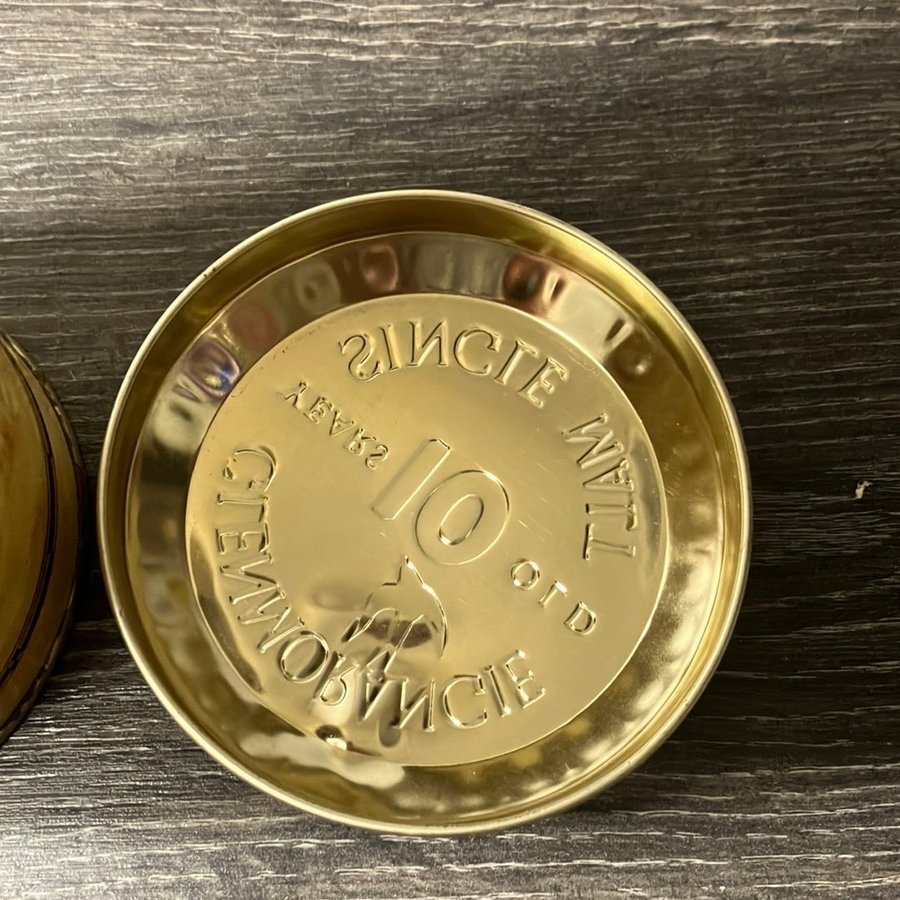 SINGLE MALT
YEARS
10
OLD
GLENMORANGIE